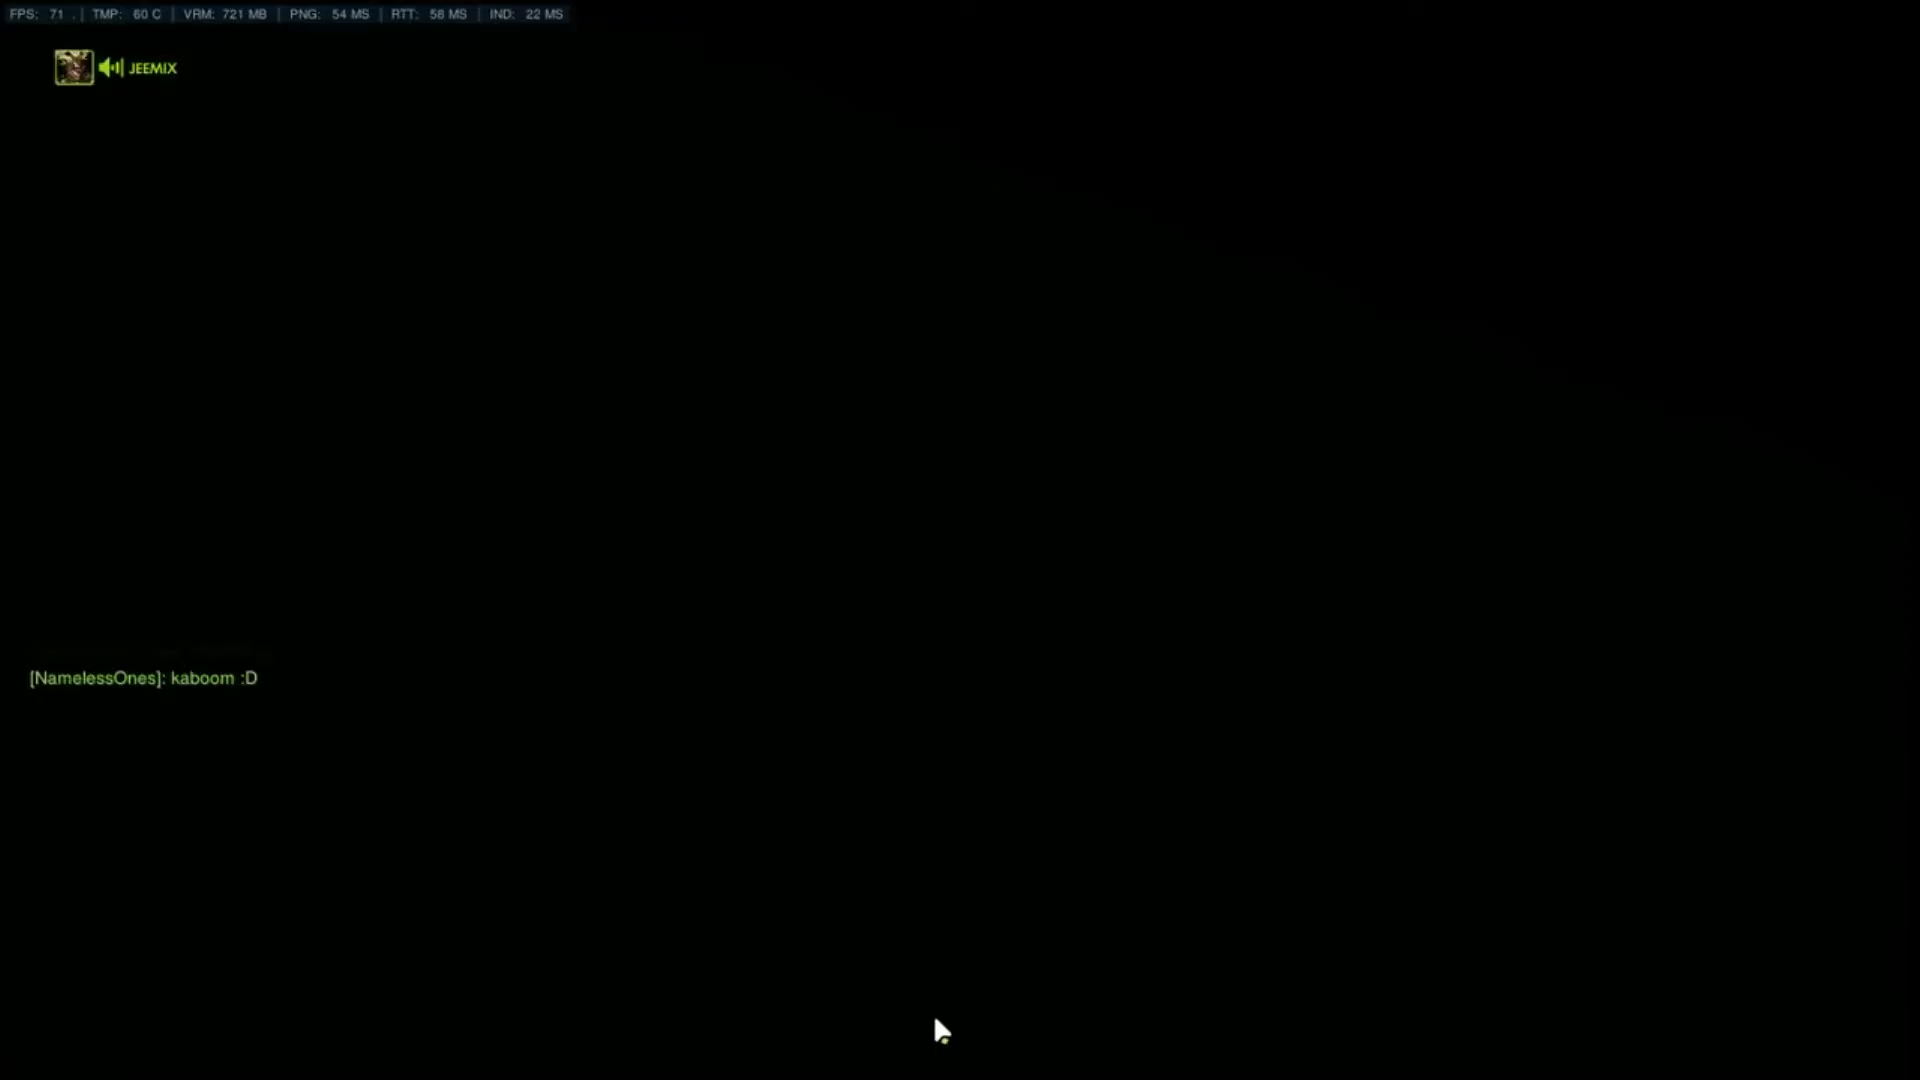 FPS: 71 . | TMP: 60 C | VRM: 721 MB | PNG: 54 MS | RTT: 58 MS | IND: 22 MS
JEEMIX
[NamelessOnes]: kaboom :D